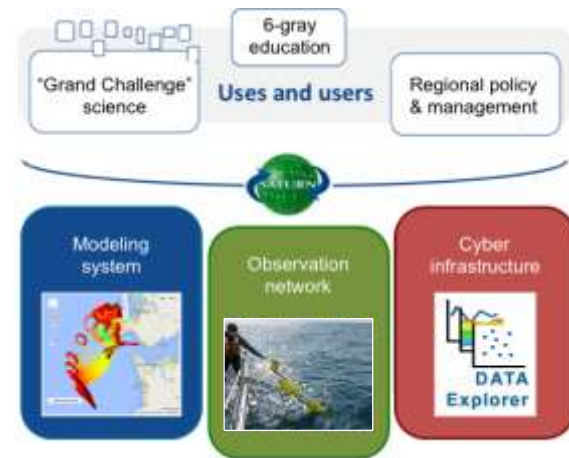 6-gray
education
"Grand Challenge"
science
Uses and users
Regional policy
& management
SATURN
Modeling
system
Observation
network
Cyber
infrastructure
DATA
Explorer